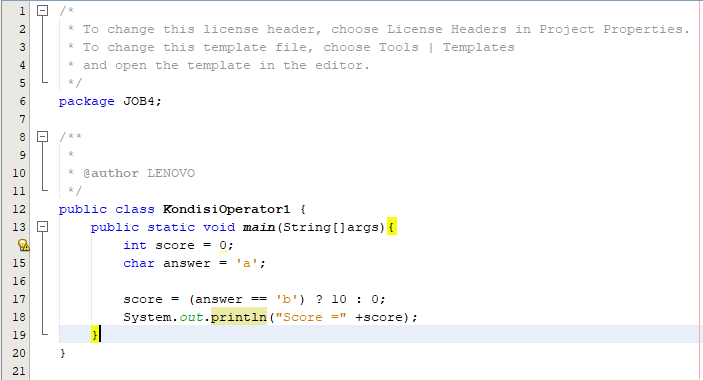 1 /*
2  * To change this license header, choose License Headers in Project Properties.
3  * To change this template file, choose Tools | Templates
4  * and open the template in the editor.
5  */
6 package JOB4;
7
8 /**
9  *
10  * @author LENOVO
11  */
12 public class KondisiOperator1 {
13     public static void main(String[]args){
        int score = 0;
15         char answer = 'a';
16
17         score = (answer == 'b') ? 10 : 0;
18         System.out.println("Score =" +score);
19     }
20 }
21